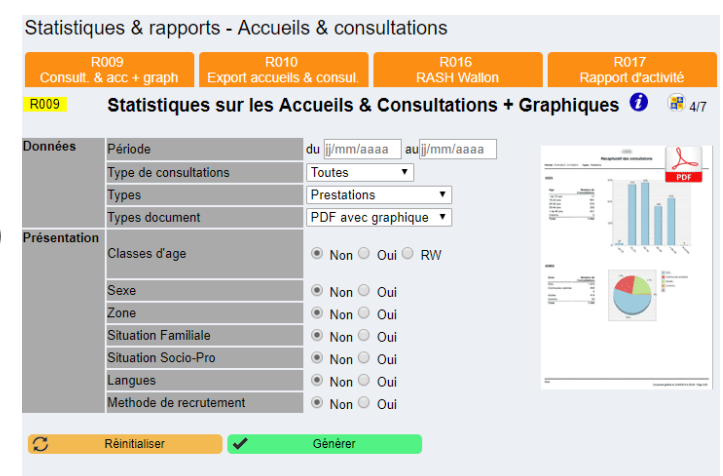 Statistiques & rapports - Accueils & consultations
R009 R010 R016 R017
Consult. & acc + graph Export accueils & consul. RASH Wallon Rapport d'activité
R009 Statistiques sur les Accueils & Consultations + Graphiques 4/7
Données Période du jj/mm/aaaa au jj/mm/aaaa
Type de consultations Toutes
Types Prestations
Types document PDF avec graphique
PDF
Présentation Classes d'age Non Oui RW
Sexe Non Oui
Zone Non Oui
Situation Familiale Non Oui
Situation Socio-Pro Non Oui
Langues Non Oui
Methode de recrutement Non Oui
Réinitialiser Génèrer